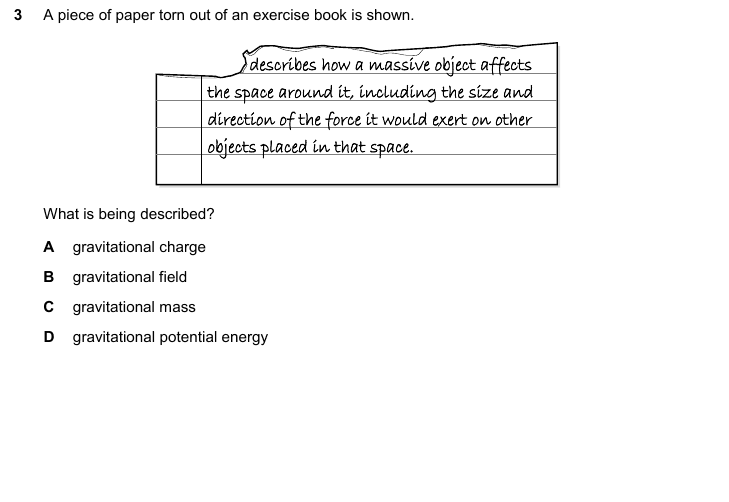 3 A piece of paper torn out of an exercise book is shown.
describes how a massive object affects
the space around it, including the size and
direction of the force it would exert on other
objects placed in that space.
What is being described?
A gravitational charge
B gravitational field
C gravitational mass
D gravitational potential energy